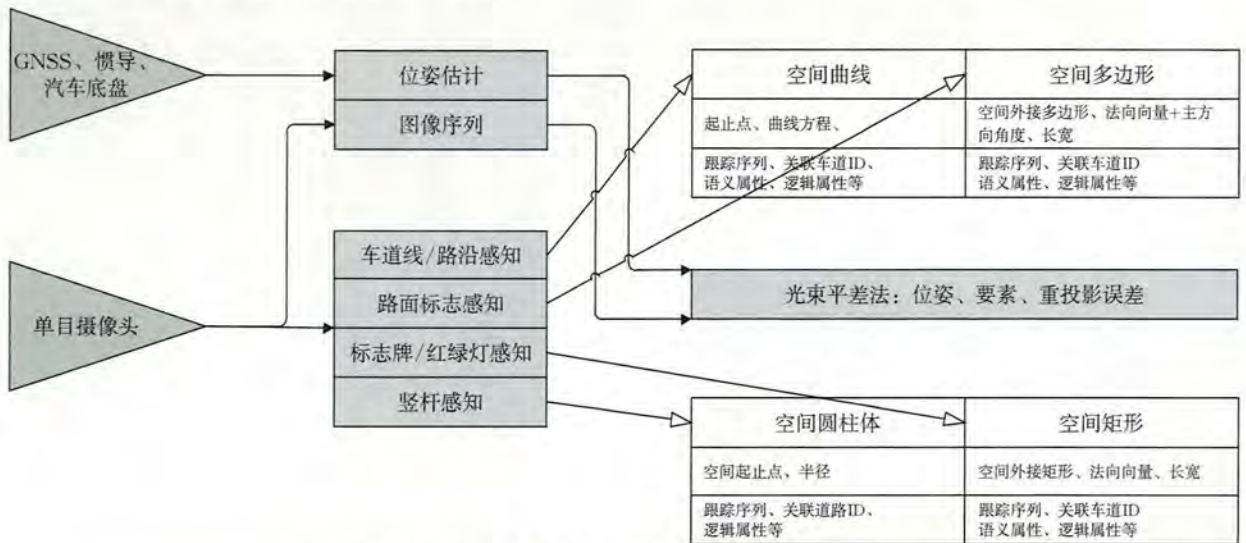 GNSS、惯导、
汽车底盘
位姿估计
图像序列
空间曲线
空间多边形
起止点、曲线方程、
空间外接多边形、法向向量+主方
向角度、长宽
跟踪序列、关联车道ID、
语义属性、逻辑属性等
跟踪序列、关联车道ID
语义属性、逻辑属性等
单目摄像头
车道线/路沿感知
路面标志感知
标志牌/红绿灯感知
竖杆感知
光束平差法：位姿、要素、重投影误差
空间圆柱体
空间矩形
空间起止点、半径
空间外接矩形、法向向量、长宽
跟踪序列、关联道路ID、
逻辑属性等
跟踪序列、关联车道ID
语义属性、逻辑属性等